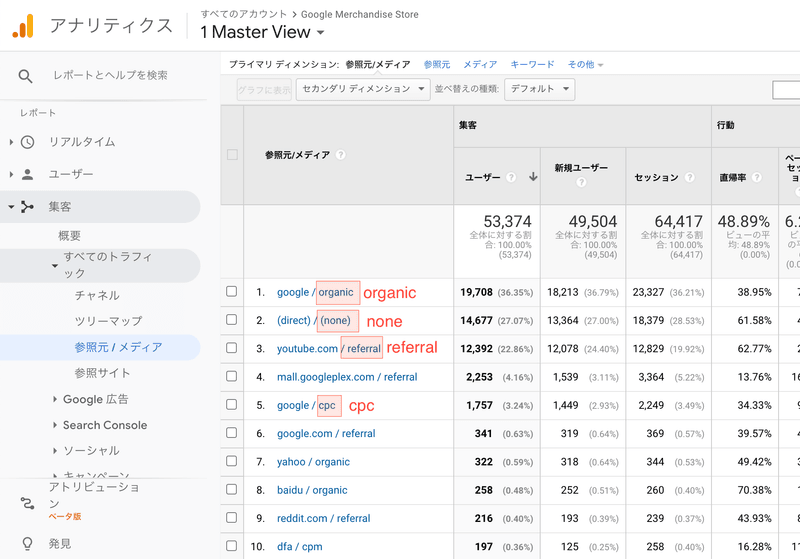 アナリティクス
すべてのアカウント > Google Merchandise Store
1 Master View
レポートとヘルプを検索
レポート
リアルタイム
ユーザー
集客
概要
すべてのトラフィ
ック
チャネル
ツリーマップ
参照元 / メディア
参照サイト
Google 広告
Search Console
ソーシャル
キャンペーン
アトリビューショ
ン
ベータ版
発見
プライマリ ディメンション: 参照元/メディア 参照元 メディア キーワード その他
グラフに表示 セカンダリ ディメンション 並べ替えの種類: デフォルト
集客 行動
参照元/メディア ? ユーザー ? 新規ユーザー ? セッション ? 直帰率 ?
53,374 49,504 64,417 48.89%
全体に対する割 全体に対する割 全体に対する割 ビューの平
合: 100.00% 合: 100.00% 合: 100.00% 均: 48.89%
(53,374) (49,504) (64,417) (0.00%)
1. google / organic organic 19,708 (36.35%) 18,213 (36.79%) 23,327 (36.21%) 38.95%
2. (direct) / (none) none 14,677 (27.07%) 13,364 (27.00%) 18,379 (28.53%) 61.58%
3. youtube.com / referral referral 12,392 (22.86%) 12,078 (24.40%) 12,829 (19.92%) 62.77%
4. mall.googleplex.com / referral 2,253 (4.16%) 1,539 (3.11%) 3,364 (5.22%) 13.76%
5. google / cpc cpc 1,757 (3.24%) 1,449 (2.93%) 2,249 (3.49%) 34.33%
6. google.com / referral 341 (0.63%) 319 (0.64%) 369 (0.57%) 39.57%
7. yahoo / organic 322 (0.59%) 318 (0.64%) 344 (0.53%) 49.42%
8. baidu / organic 258 (0.48%) 252 (0.51%) 260 (0.40%) 70.38%
9. reddit.com / referral 216 (0.40%) 193 (0.39%) 237 (0.37%) 43.93%
10. dfa / cpm 197 (0.36%) 125 (0.25%) 258 (0.40%) 16.28%